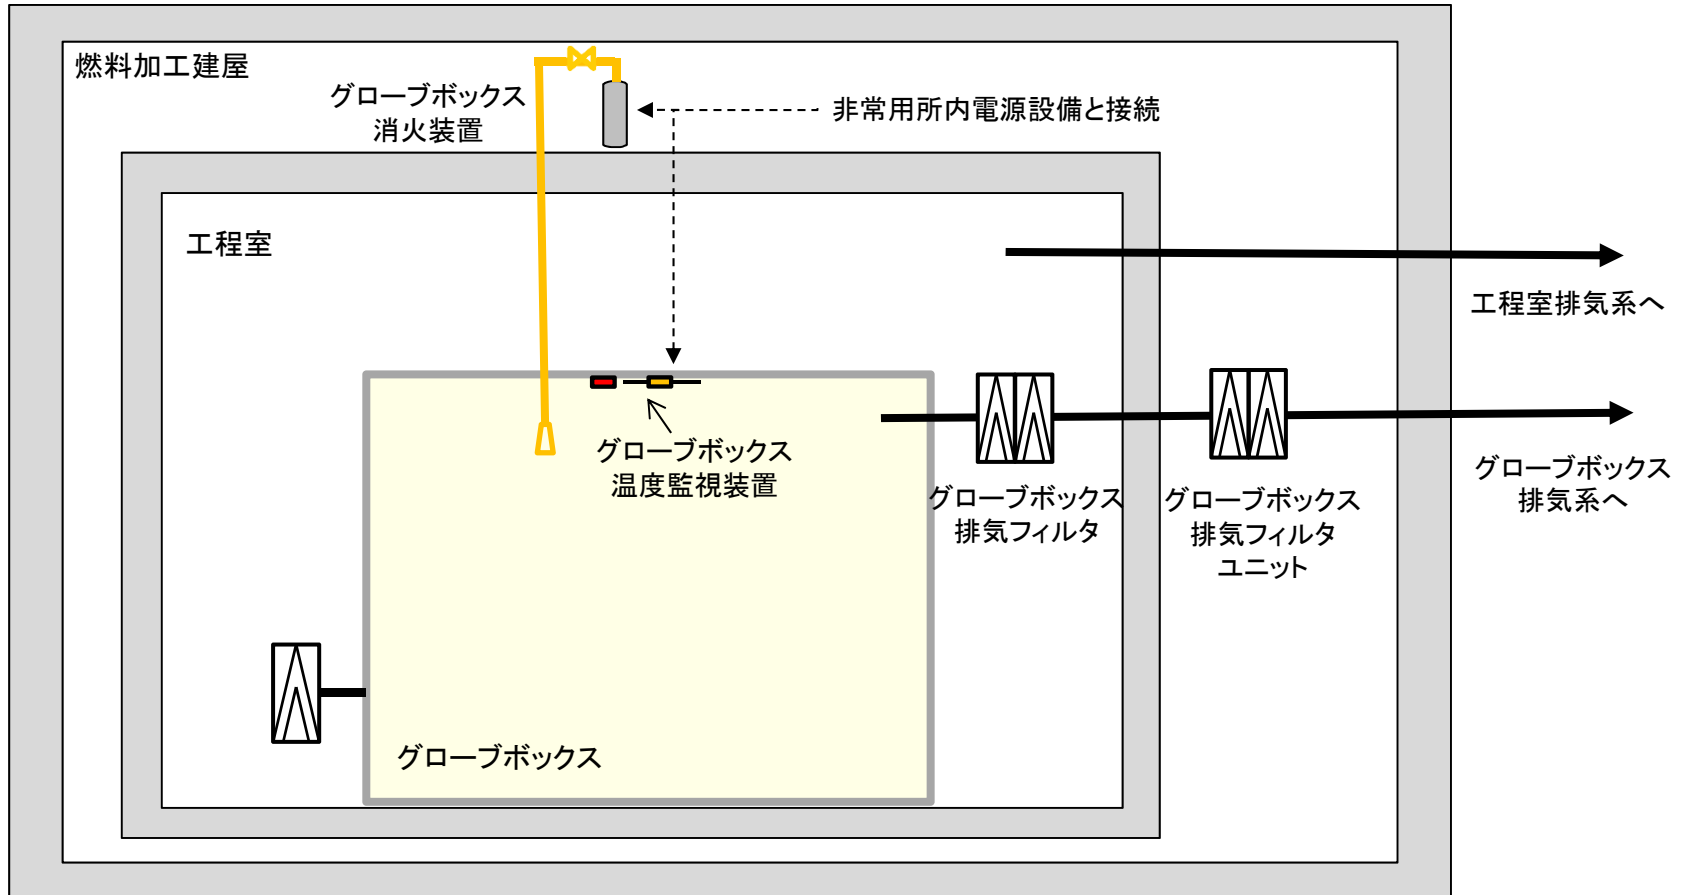 燃料加工建屋
グローブボックス
消火装置
非常用所内電源設備と接続
工程室
工程室排気系へ
グローブボックス
温度監視装置
グローブボックス
排気フィルタ
グローブボックス
排気フィルタ
ユニット
グローブボックス
排気系へ
グローブボックス